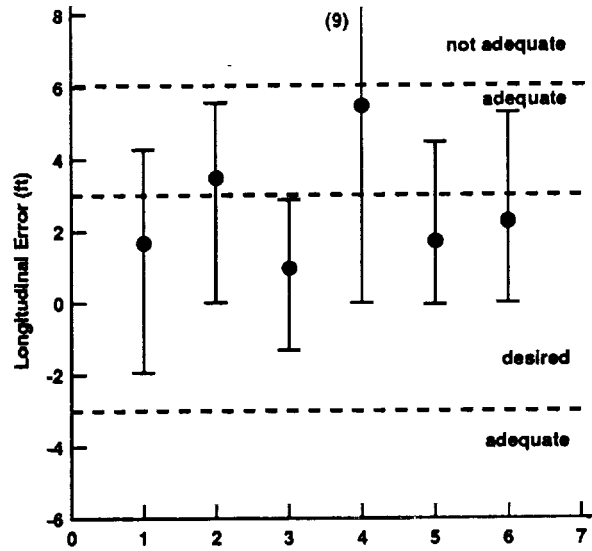 (9)
8
not adequate
6
adequate
4
2
0
Longitudinal Error (ft)
desired
-2
-4
adequate
-6
0 1 2 3 4 5 6 7